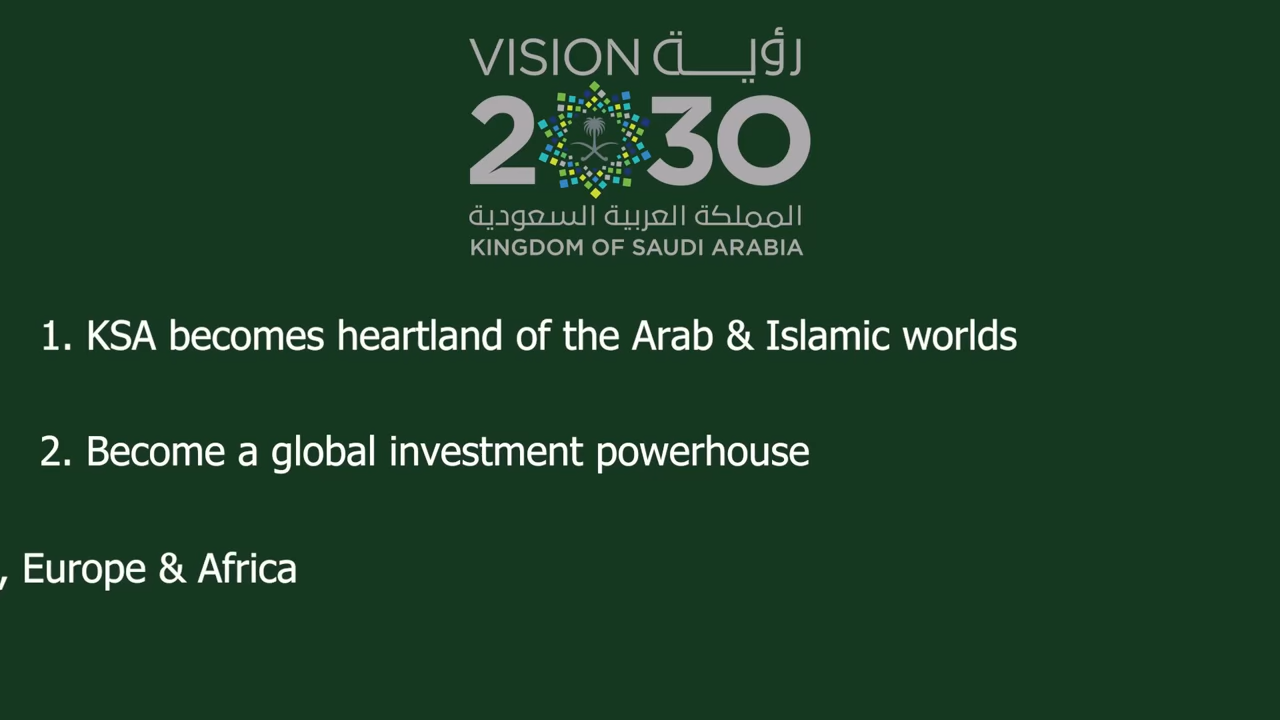 VISION رؤية
2030
المملكة العربية السعودية
KINGDOM OF SAUDI ARABIA
1. KSA becomes heartland of the Arab & Islamic worlds
2. Become a global investment powerhouse
, Europe & Africa